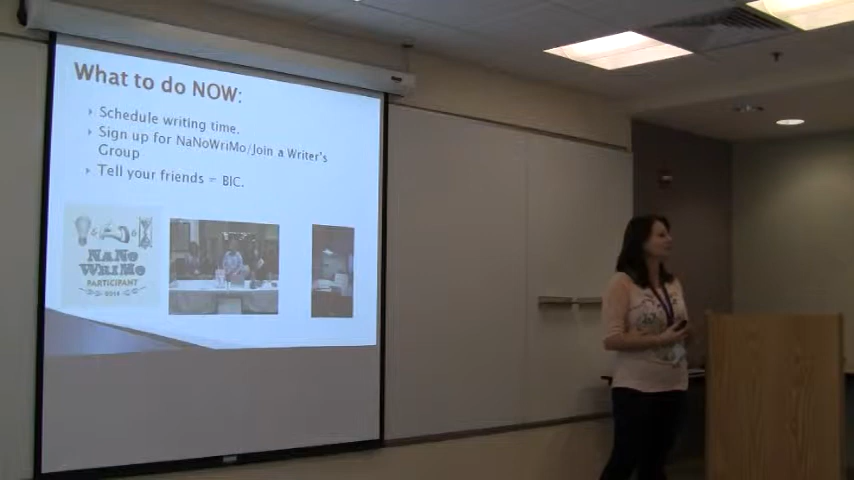 What to do NOW:
Schedule writing time.
Sign up for NaNoWriMo/Join a Writer's
Group
Tell your friends = BIC.
NaNo
WriMo
PARTICIPANT